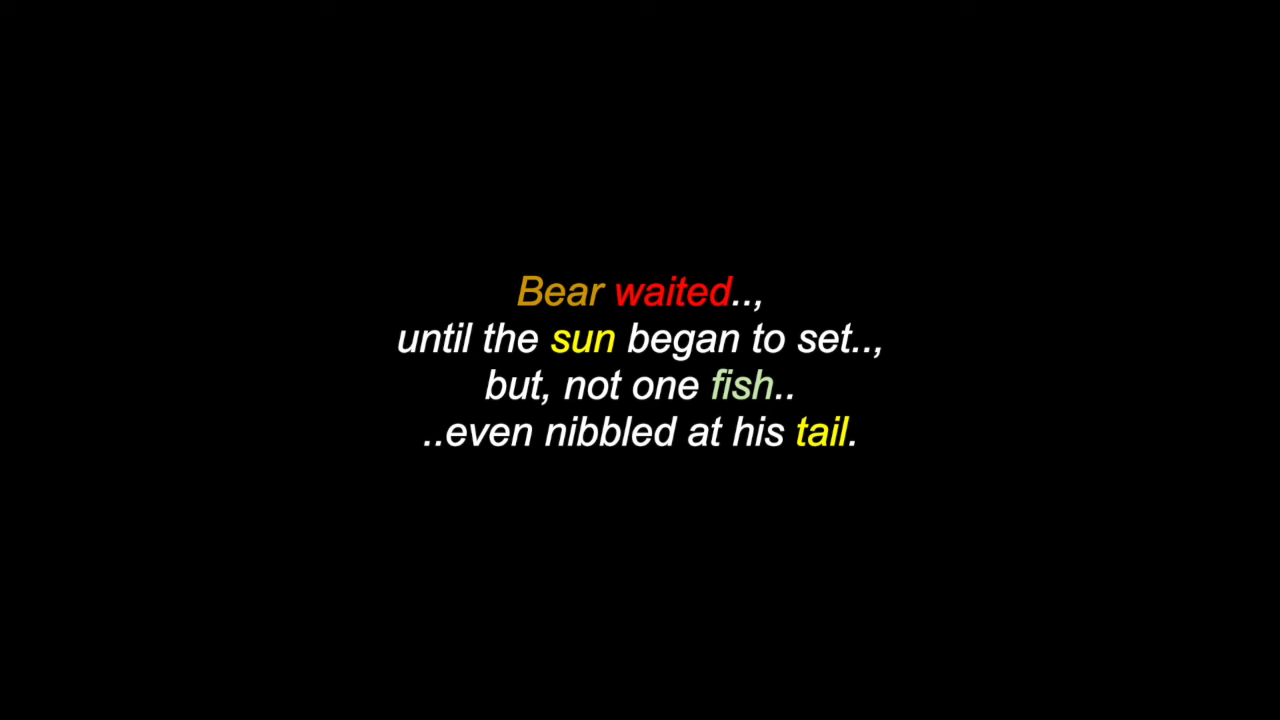 Bear waited..,
until the sun began to set..,
but, not one fish..
..even nibbled at his tail.